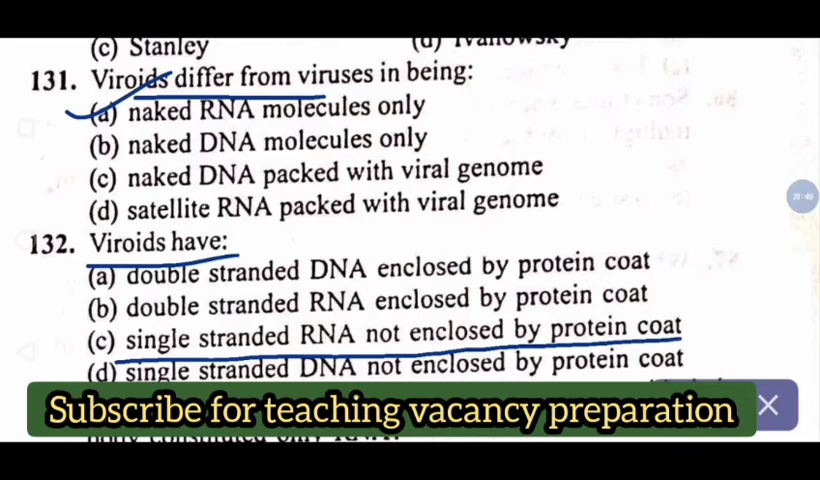 (c) Stanley (d) Ivanowsky
131. Viroids differ from viruses in being:
(a) naked RNA molecules only
(b) naked DNA molecules only
(c) naked DNA packed with viral genome
(d) satellite RNA packed with viral genome
132. Viroids have:
(a) double stranded DNA enclosed by protein coat
(b) double stranded RNA enclosed by protein coat
(c) single stranded RNA not enclosed by protein coat
(d) single stranded DNA not enclosed by protein coat
Subscribe for teaching vacancy preparation